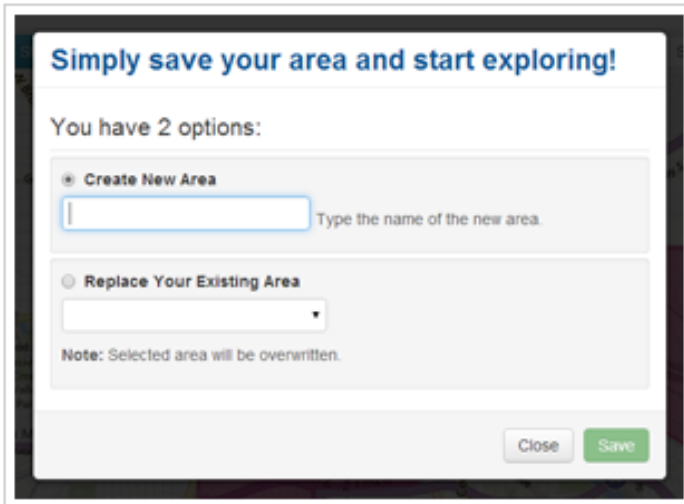 Simply save your area and start exploring!
You have 2 options:
Create New Area
Type the name of the new area.
Replace Your Existing Area
Note: Selected area will be overwritten.
Close Save